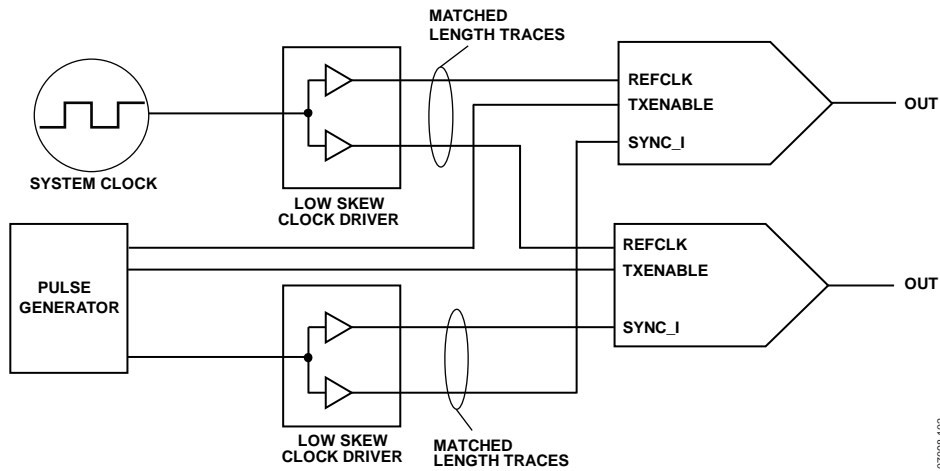 MATCHED
LENGTH TRACES
REFCLK
TXENABLE
SYNC_I
OUT
SYSTEM CLOCK
LOW SKEW
CLOCK DRIVER
PULSE
GENERATOR
REFCLK
TXENABLE
SYNC_I
OUT
LOW SKEW
CLOCK DRIVER
MATCHED
LENGTH TRACES